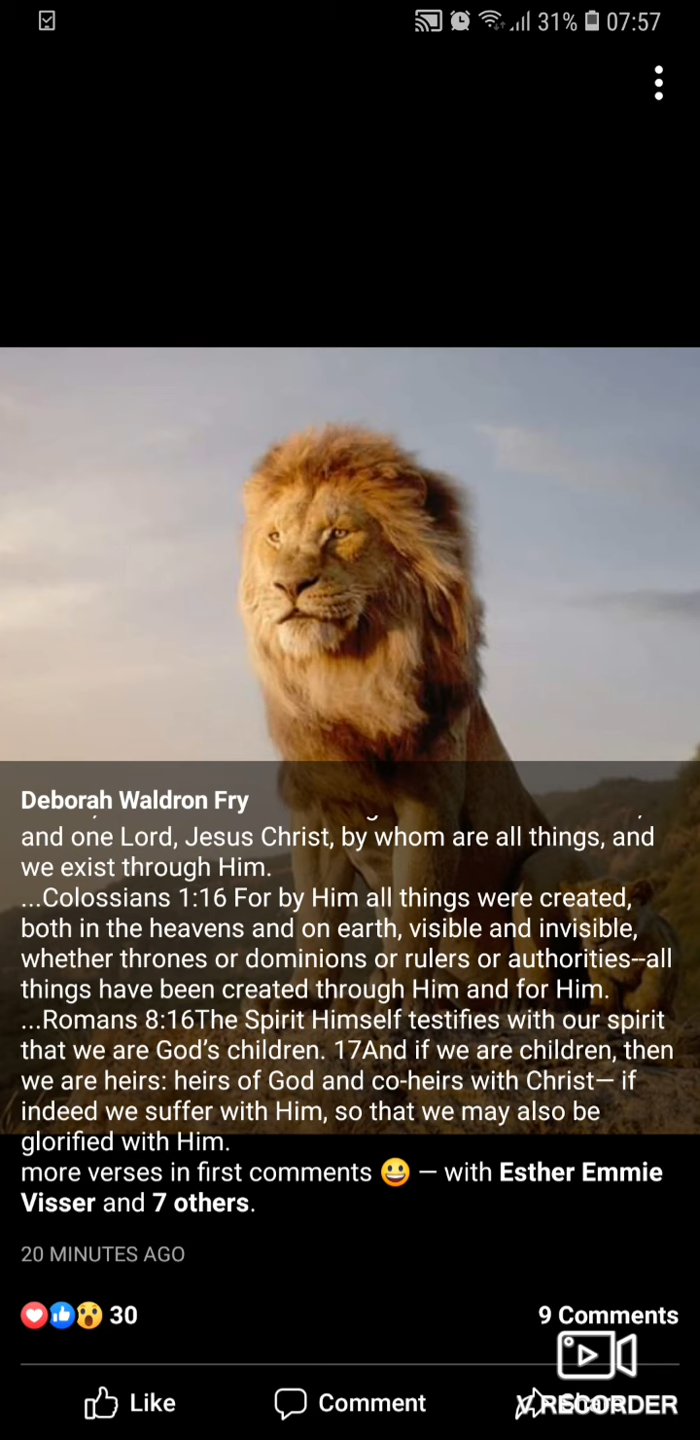 31% 07:57
Deborah Waldron Fry
and one Lord, Jesus Christ, by whom are all things, and
we exist through Him.
...Colossians 1:16 For by Him all things were created,
both in the heavens and on earth, visible and invisible,
whether thrones or dominions or rulers or authorities--all
things have been created through Him and for Him.
...Romans 8:16The Spirit Himself testifies with our spirit
that we are God’s children. 17And if we are children, then
we are heirs: heirs of God and co-heirs with Christ— if
indeed we suffer with Him, so that we may also be
glorified with Him.
more verses in first comments 😀 — with Esther Emmie
Visser and 7 others.
20 MINUTES AGO
30 9 Comments
Like Comment Share
V.RECORDER